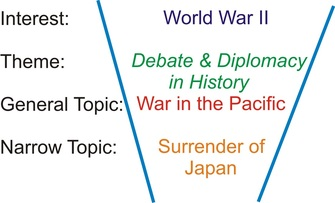 Interest: World War II
Theme: Debate & Diplomacy
in History
General Topic: War in the Pacific
Narrow Topic: Surrender of
Japan